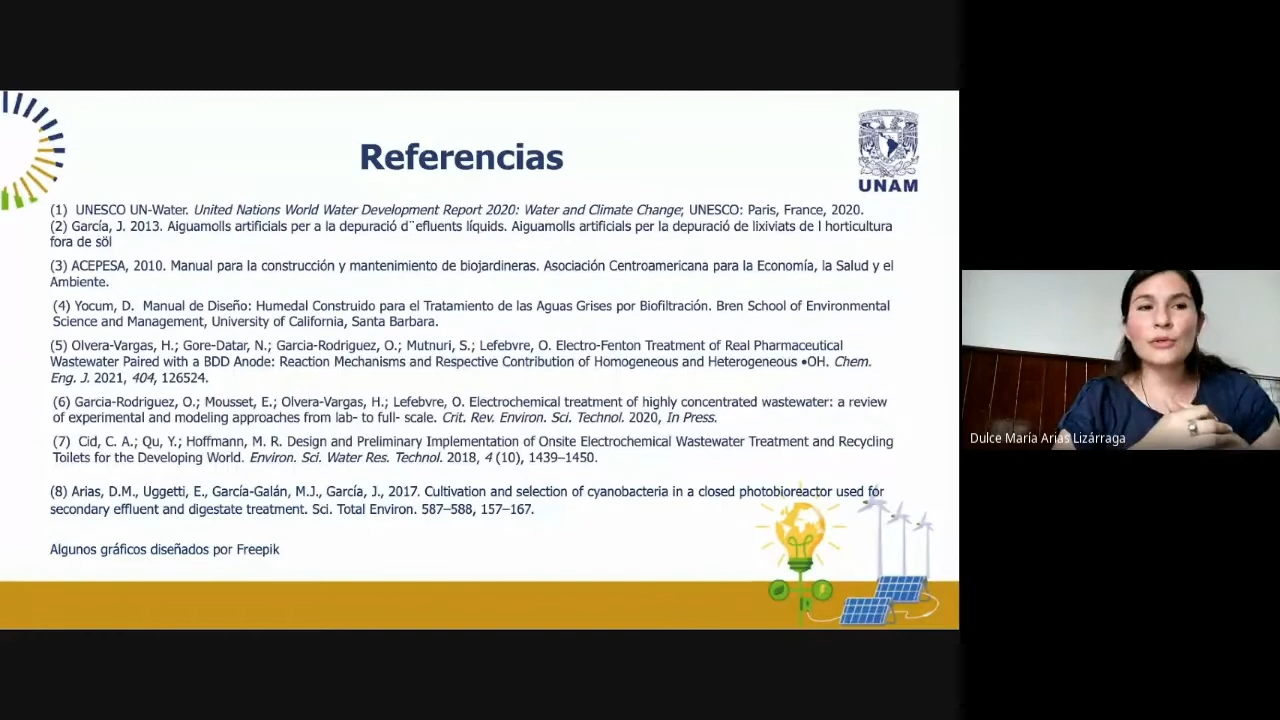 Referencias
UNAM
(1) UNESCO UN-Water. United Nations World Water Development Report 2020: Water and Climate Change; UNESCO: Paris, France, 2020.
(2) García, J. 2013. Aiguamolls artificials per a la depuració d¨efluents líquids. Aiguamolls artificials per la depuració de lixiviats de l horticultura
fora de söl
(3) ACEPESA, 2010. Manual para la construcción y mantenimiento de biojardineras. Asociación Centroamericana para la Economía, la Salud y el
Ambiente.
(4) Yocum, D. Manual de Diseño: Humedal Construido para el Tratamiento de las Aguas Grises por Biofiltración. Bren School of Environmental
Science and Management, University of California, Santa Barbara.
(5) Olvera-Vargas, H.; Gore-Datar, N.; Garcia-Rodriguez, O.; Mutnuri, S.; Lefebvre, O. Electro-Fenton Treatment of Real Pharmaceutical
Wastewater Paired with a BDD Anode: Reaction Mechanisms and Respective Contribution of Homogeneous and Heterogeneous •OH. Chem.
Eng. J. 2021, 404, 126524.
(6) Garcia-Rodriguez, O.; Mousset, E.; Olvera-Vargas, H.; Lefebvre, O. Electrochemical treatment of highly concentrated wastewater: a review
of experimental and modeling approaches from lab- to full- scale. Crit. Rev. Environ. Sci. Technol. 2020, In Press.
(7) Cid, C. A.; Qu, Y.; Hoffmann, M. R. Design and Preliminary Implementation of Onsite Electrochemical Wastewater Treatment and Recycling
Toilets for the Developing World. Environ. Sci. Water Res. Technol. 2018, 4 (10), 1439–1450.
(8) Arias, D.M., Uggetti, E., García-Galán, M.J., García, J., 2017. Cultivation and selection of cyanobacteria in a closed photobioreactor used for
secondary effluent and digestate treatment. Sci. Total Environ. 587–588, 157–167.
Algunos gráficos diseñados por Freepik
Dulce María Arias Lizárraga